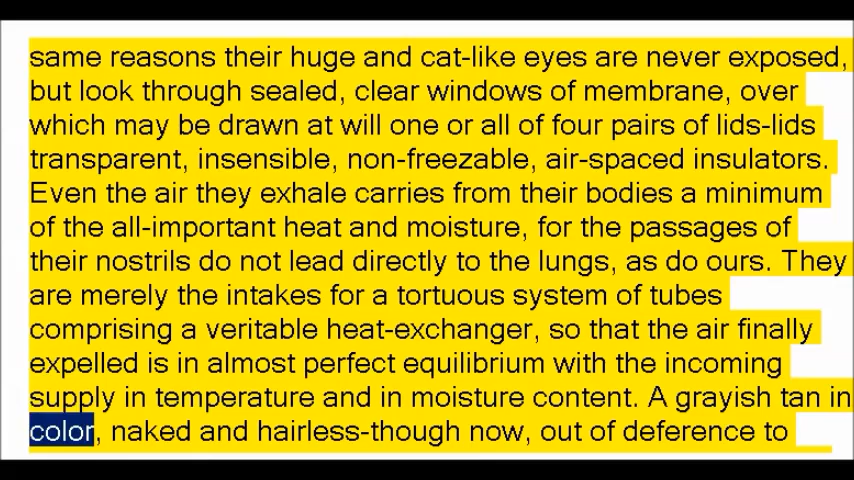 same reasons their huge and cat-like eyes are never exposed,
but look through sealed, clear windows of membrane, over
which may be drawn at will one or all of four pairs of lids-lids
transparent, insensible, non-freezable, air-spaced insulators.
Even the air they exhale carries from their bodies a minimum
of the all-important heat and moisture, for the passages of
their nostrils do not lead directly to the lungs, as do ours. They
are merely the intakes for a tortuous system of tubes
comprising a veritable heat-exchanger, so that the air finally
expelled is in almost perfect equilibrium with the incoming
supply in temperature and in moisture content. A grayish tan in
color, naked and hairless-though now, out of deference to